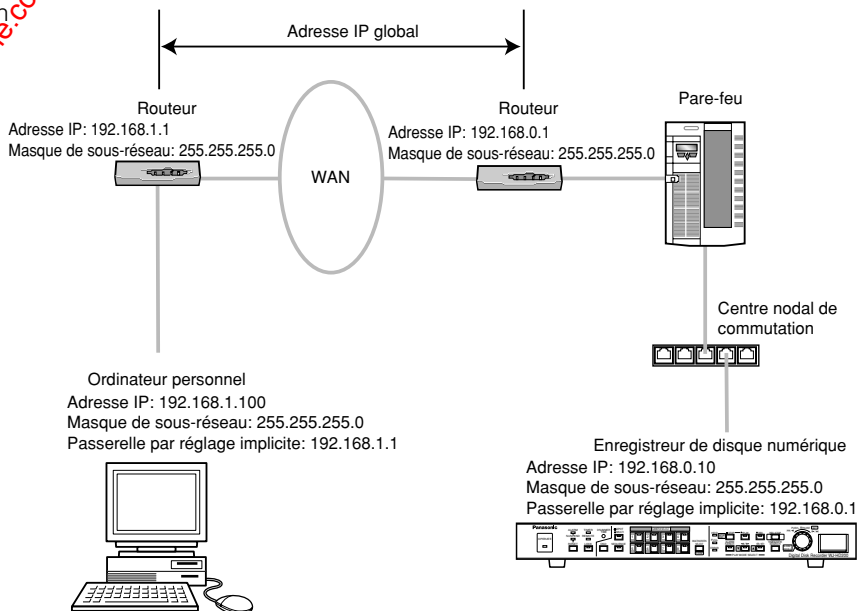 Adresse IP global
Routeur
Adresse IP: 192.168.1.1
Masque de sous-réseau: 255.255.255.0
Routeur
Adresse IP: 192.168.0.1
Masque de sous-réseau: 255.255.255.0
Pare-feu
WAN
Centre nodal de
commutation
Ordinateur personnel
Adresse IP: 192.168.1.100
Masque de sous-réseau: 255.255.255.0
Passerelle par réglage implicite: 192.168.1.1
Enregistreur de disque numérique
Adresse IP: 192.168.0.10
Masque de sous-réseau: 255.255.255.0
Passerelle par réglage implicite: 192.168.0.1
Panasonic
Digital Disk Recorder